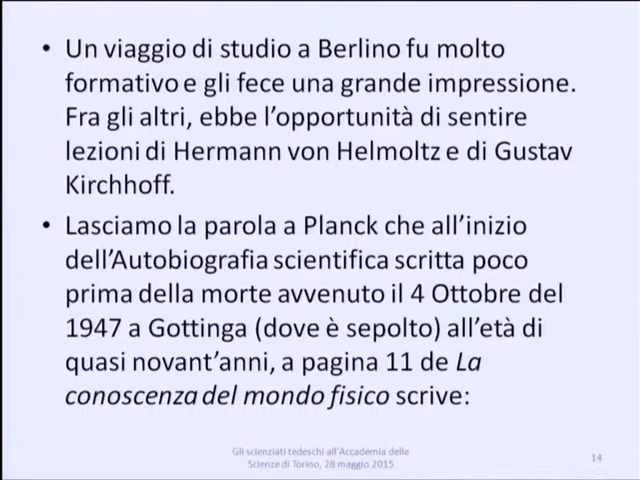 • Un viaggio di studio a Berlino fu molto
formativo e gli fece una grande impressione.
Fra gli altri, ebbe l’opportunità di sentire
lezioni di Hermann von Helmoltz e di Gustav
Kirchhoff.
• Lasciamo la parola a Planck che all’inizio
dell’Autobiografia scientifica scritta poco
prima della morte avvenuto il 4 Ottobre del
1947 a Gottinga (dove è sepolto) all’età di
quasi novant’anni, a pagina 11 de La
conoscenza del mondo fisico scrive:
Gli scienziati tedeschi all'Accademia delle
Scienze di Torino, 28 maggio 2015
14